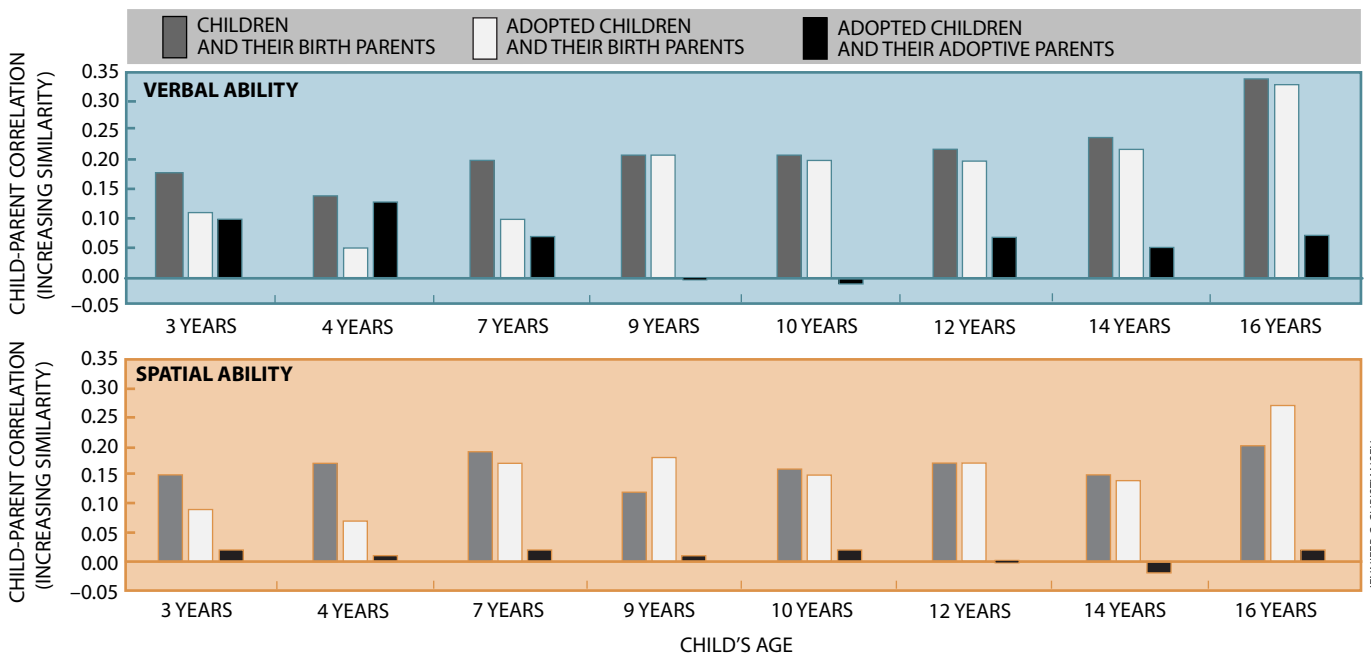 CHILDREN
AND THEIR BIRTH PARENTS
ADOPTED CHILDREN
AND THEIR BIRTH PARENTS
ADOPTED CHILDREN
AND THEIR ADOPTIVE PARENTS
CHILD-PARENT CORRELATION
(INCREASING SIMILARITY)
VERBAL ABILITY
0.35
0.30
0.25
0.20
0.15
0.10
0.05
0.00
–0.05
3 YEARS
4 YEARS
7 YEARS
9 YEARS
10 YEARS
12 YEARS
14 YEARS
16 YEARS
CHILD-PARENT CORRELATION
(INCREASING SIMILARITY)
SPATIAL ABILITY
0.35
0.30
0.25
0.20
0.15
0.10
0.05
0.00
–0.05
3 YEARS
4 YEARS
7 YEARS
9 YEARS
10 YEARS
12 YEARS
14 YEARS
16 YEARS
CHILD'S AGE